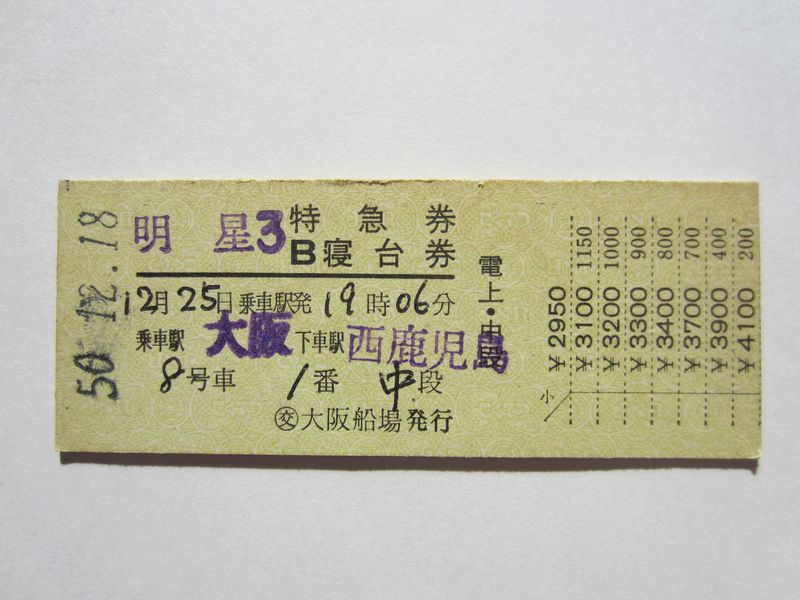 50.12.18
明星3 特急券
B寝台券
12月25日乗車駅発 19時06分
乗車駅 大阪 下車駅 西鹿児島
8号車 1番 中段
交 大阪船場発行
電上・中段
¥2950
¥3100 1150
¥3200 1000
¥3300 900
¥3400 800
¥3700 700
¥3900 400
¥4100 200
小